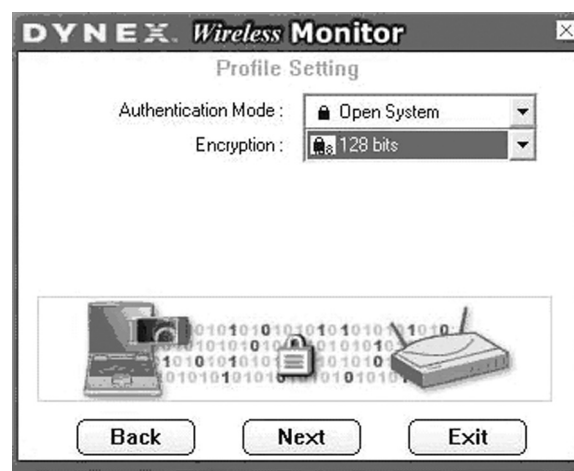 DYNEX Wireless Monitor
Profile Setting
Authentication Mode : Open System
Encryption : 128 bits
Back Next Exit